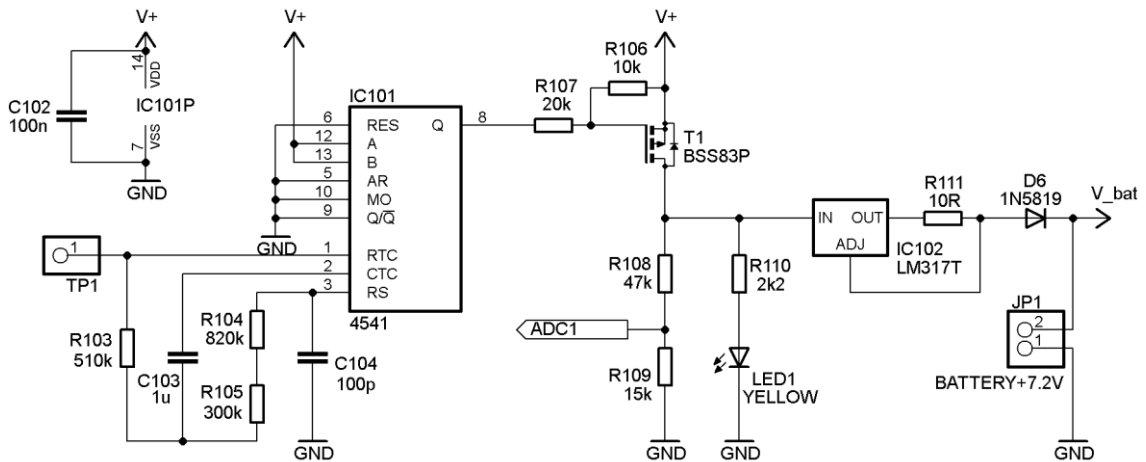 V+
14
VDD
C102
100n
IC101P
7
VSS
GND
V+
IC101
6
RES
Q
8
12
A
13
B
5
AR
10
MO
9
Q/Q̅
GND
1
RTC
2
CTC
3
RS
4541
1
TP1
R103
510k
C103
1u
R104
820k
R105
300k
C104
100p
GND
V+
R106
10k
R107
20k
T1
BSS83P
R108
47k
ADC1
R109
15k
GND
R110
2k2
LED1
YELLOW
GND
IN
OUT
ADJ
IC102
LM317T
R111
10R
D6
1N5819
V_bat
JP1
2
1
BATTERY+7.2V
GND